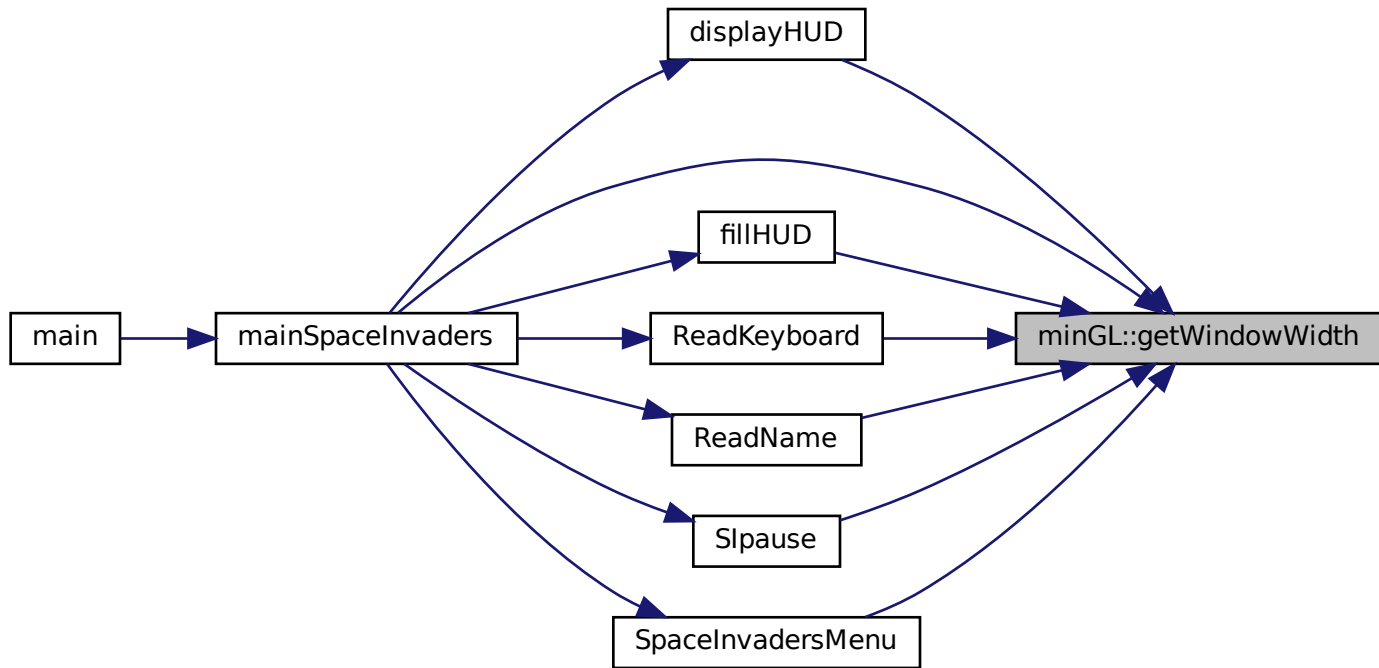 displayHUD
fillHUD
main
mainSpaceInvaders
ReadKeyboard
minGL::getWindowWidth
ReadName
SIpause
SpaceInvadersMenu